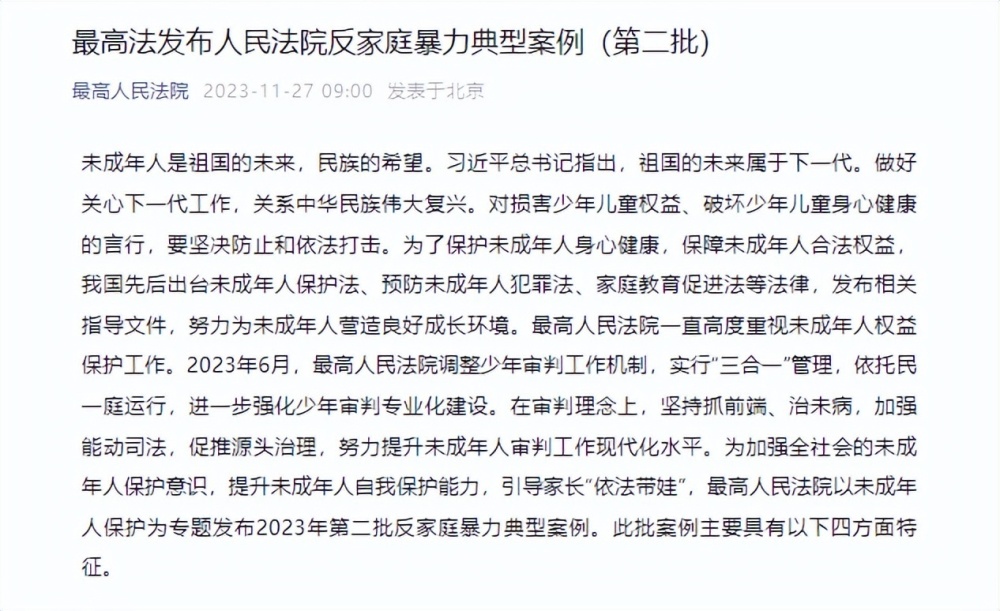 最高法发布人民法院反家庭暴力典型案例（第二批）
最高人民法院 2023-11-27 09:00 发表于北京
未成年人是祖国的未来，民族的希望。习近平总书记指出，祖国的未来属于下一代。做好
关心下一代工作，关系中华民族伟大复兴。对损害少年儿童权益、破坏少年儿童身心健康
的言行，要坚决防止和依法打击。为了保护未成年人身心健康，保障未成年人合法权益，
我国先后出台未成年人保护法、预防未成年人犯罪法、家庭教育促进法等法律，发布相关
指导文件，努力为未成年人营造良好成长环境。最高人民法院一直高度重视未成年人权益
保护工作。2023年6月，最高人民法院调整少年审判工作机制，实行“三合一”管理，依托民
一庭运行，进一步强化少年审判专业化建设。在审判理念上，坚持抓前端、治未病，加强
能动司法，促推源头治理，努力提升未成年人审判工作现代化水平。为加强全社会的未成
年人保护意识，提升未成年人自我保护能力，引导家长“依法带娃”，最高人民法院以未成年
人保护为专题发布2023年第二批反家庭暴力典型案例。此批案例主要具有以下四方面特
征。